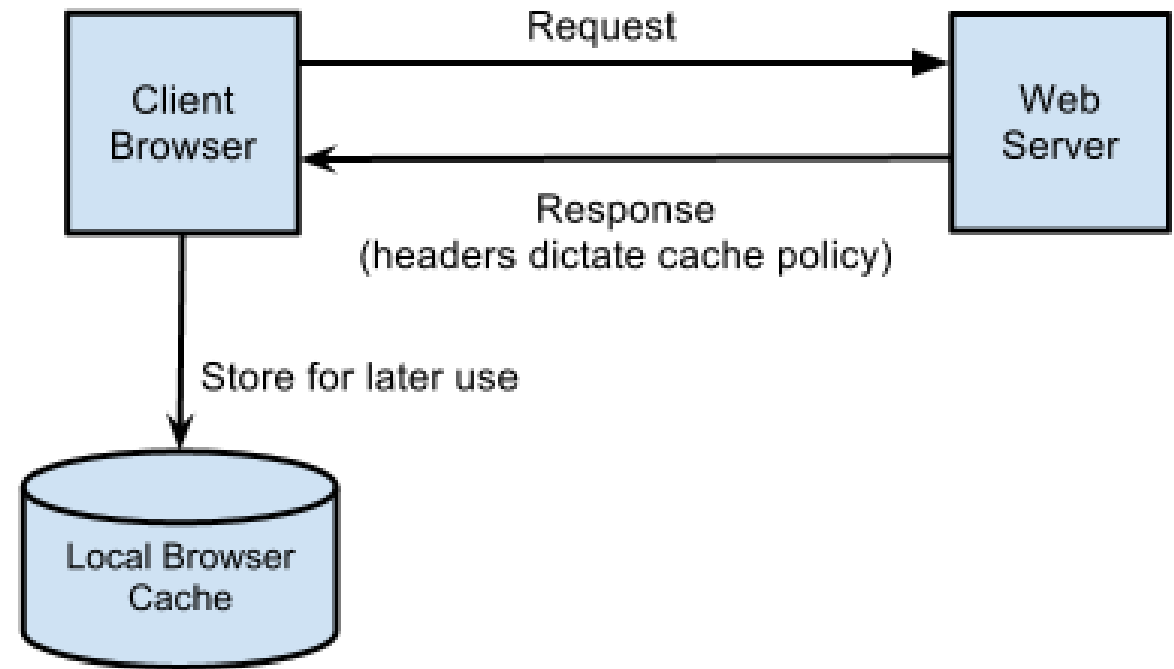 Request
Client
Browser
Web
Server
Response
(headers dictate cache policy)
Store for later use
Local Browser
Cache